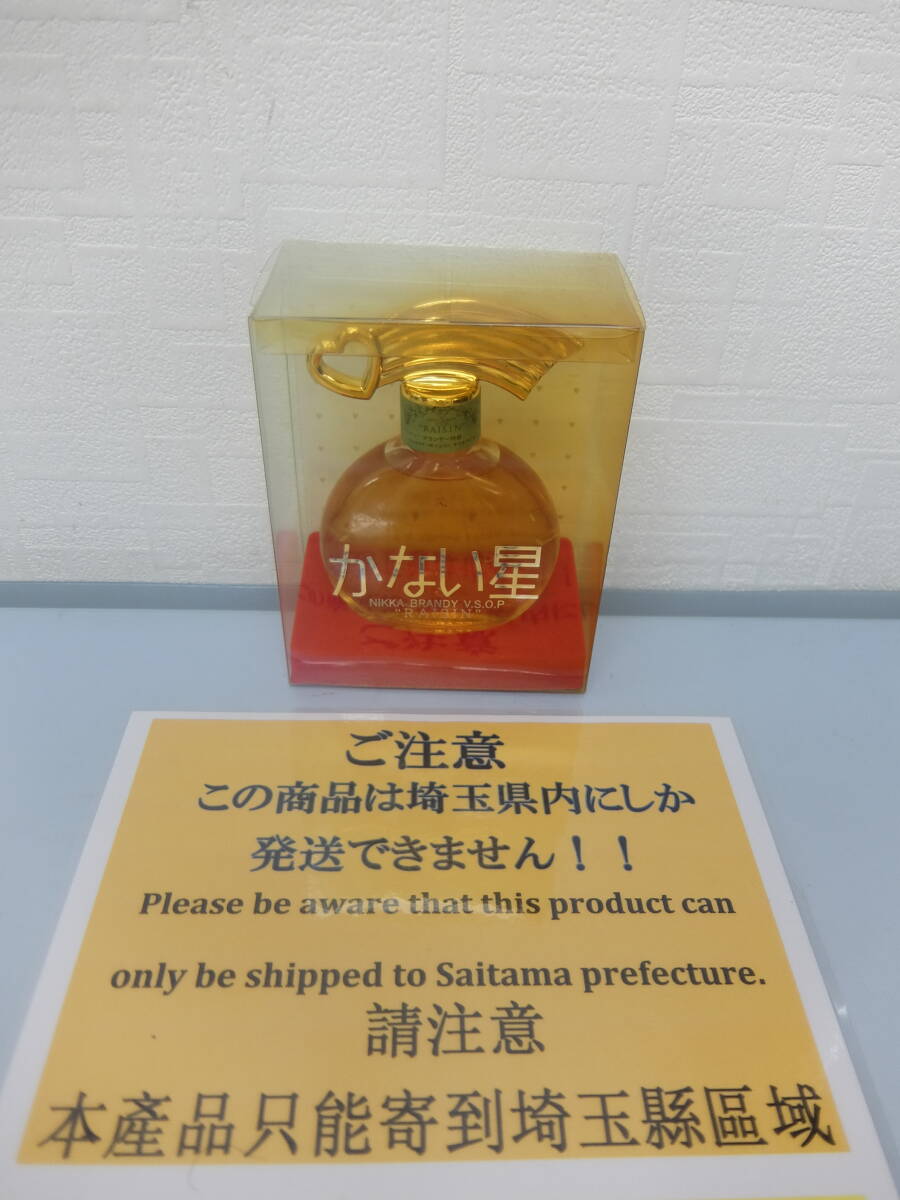 "RAISIN"
かない星
NIKKA BRANDY V.S.O.P
"RAISIN"
ご注意
この商品は埼玉県内にしか
発送できません！！
Please be aware that this product can
only be shipped to Saitama prefecture.
請注意
本產品只能寄到埼玉縣區域